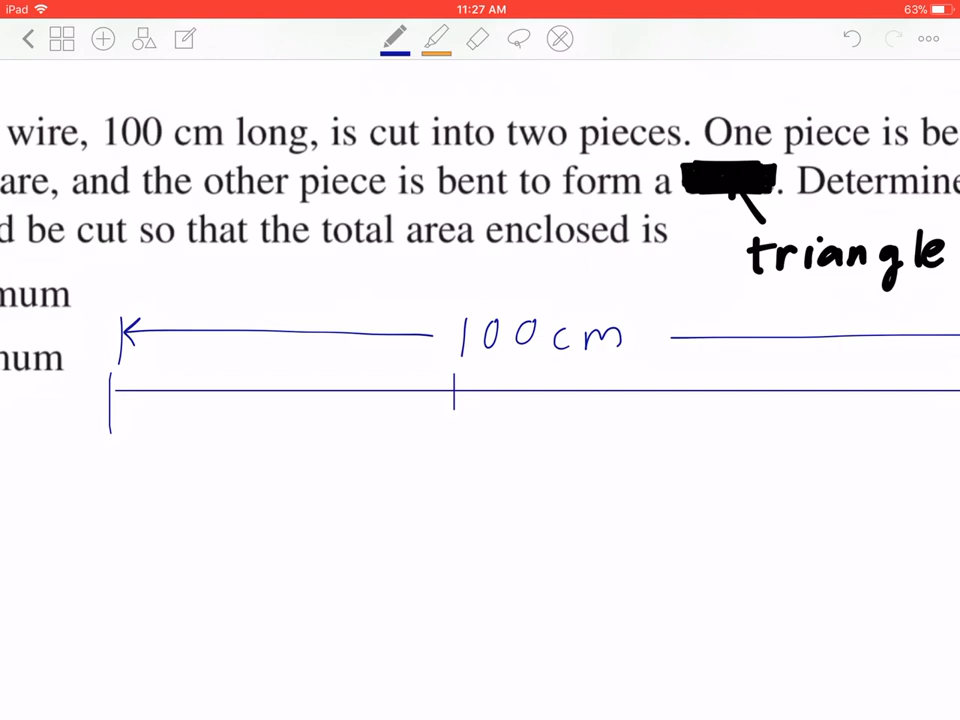 iPad 11:27 AM 63%
wire, 100 cm long, is cut into two pieces. One piece is be
are, and the other piece is bent to form a . Determine
d be cut so that the total area enclosed is
triangle
mum
100 cm
num